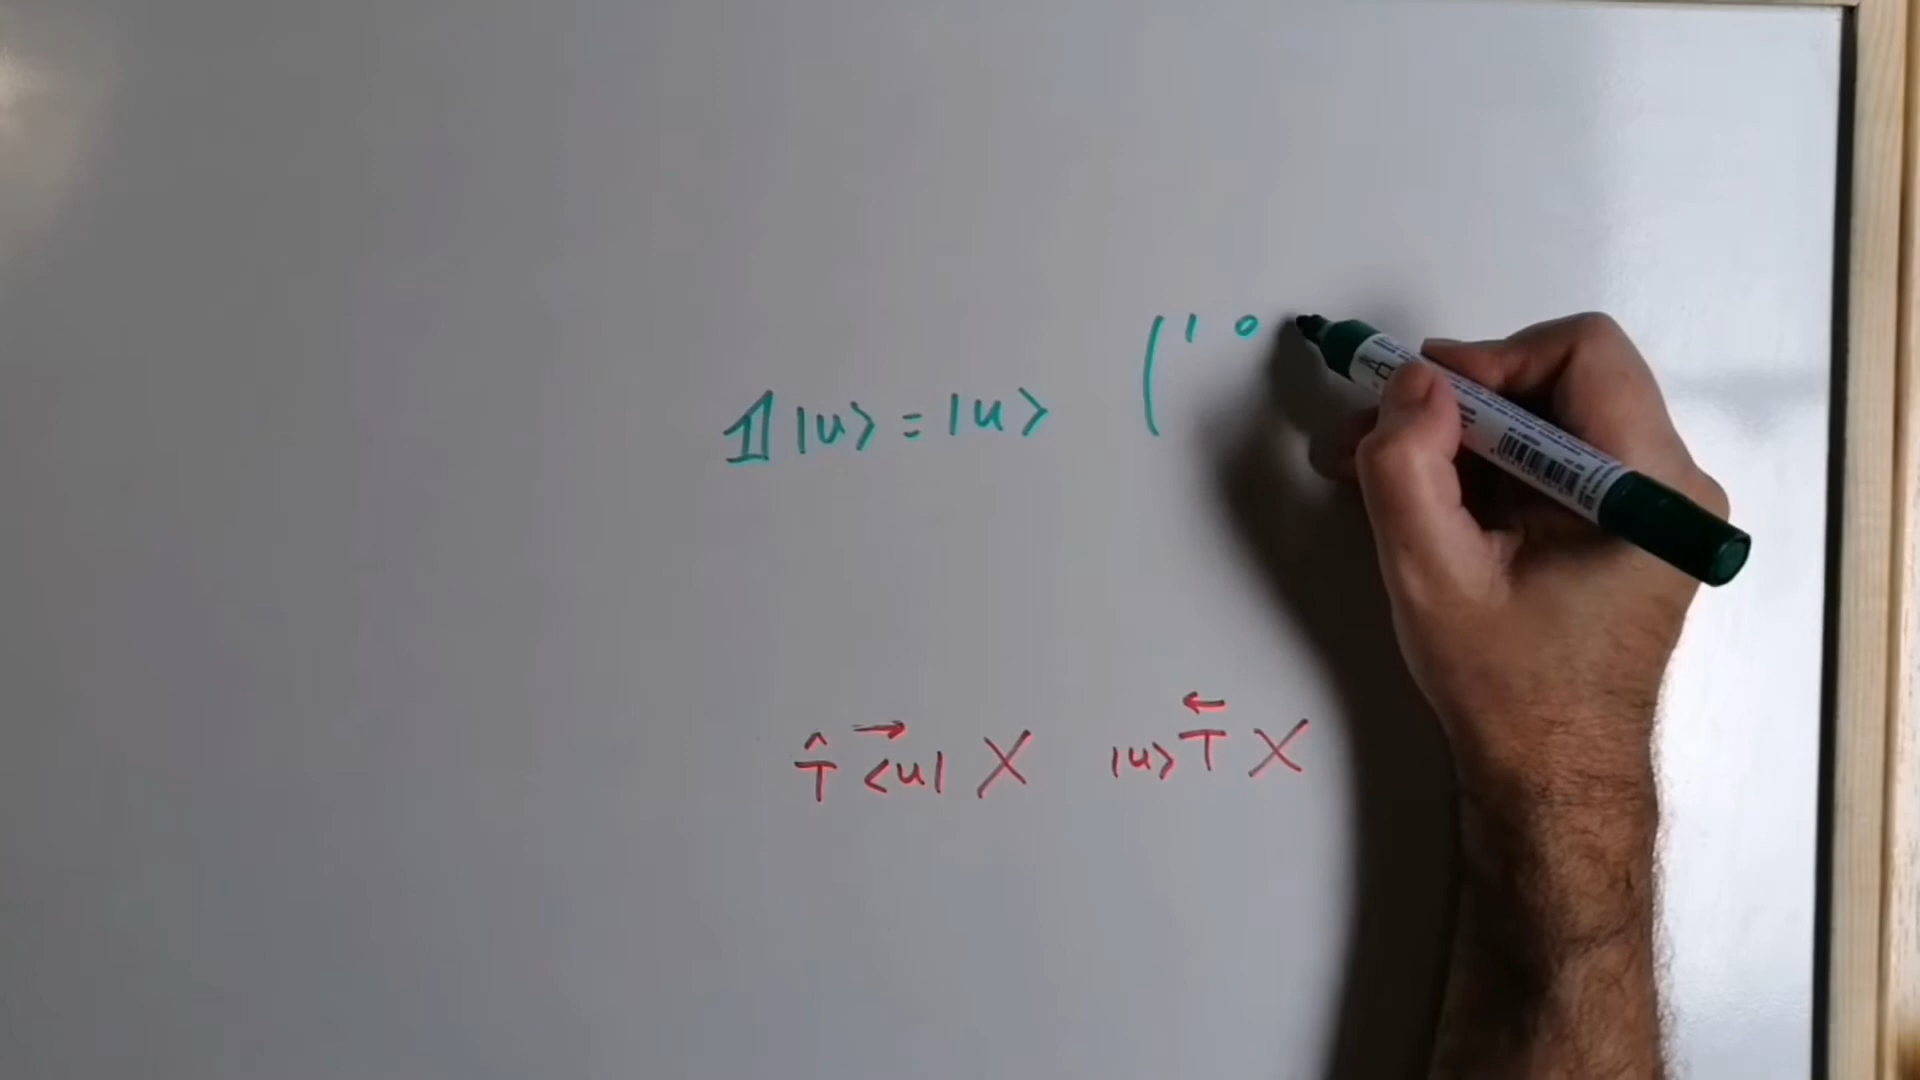 𝟙|u> = |u> ( 1 0
T̂ <u| X |u> T X